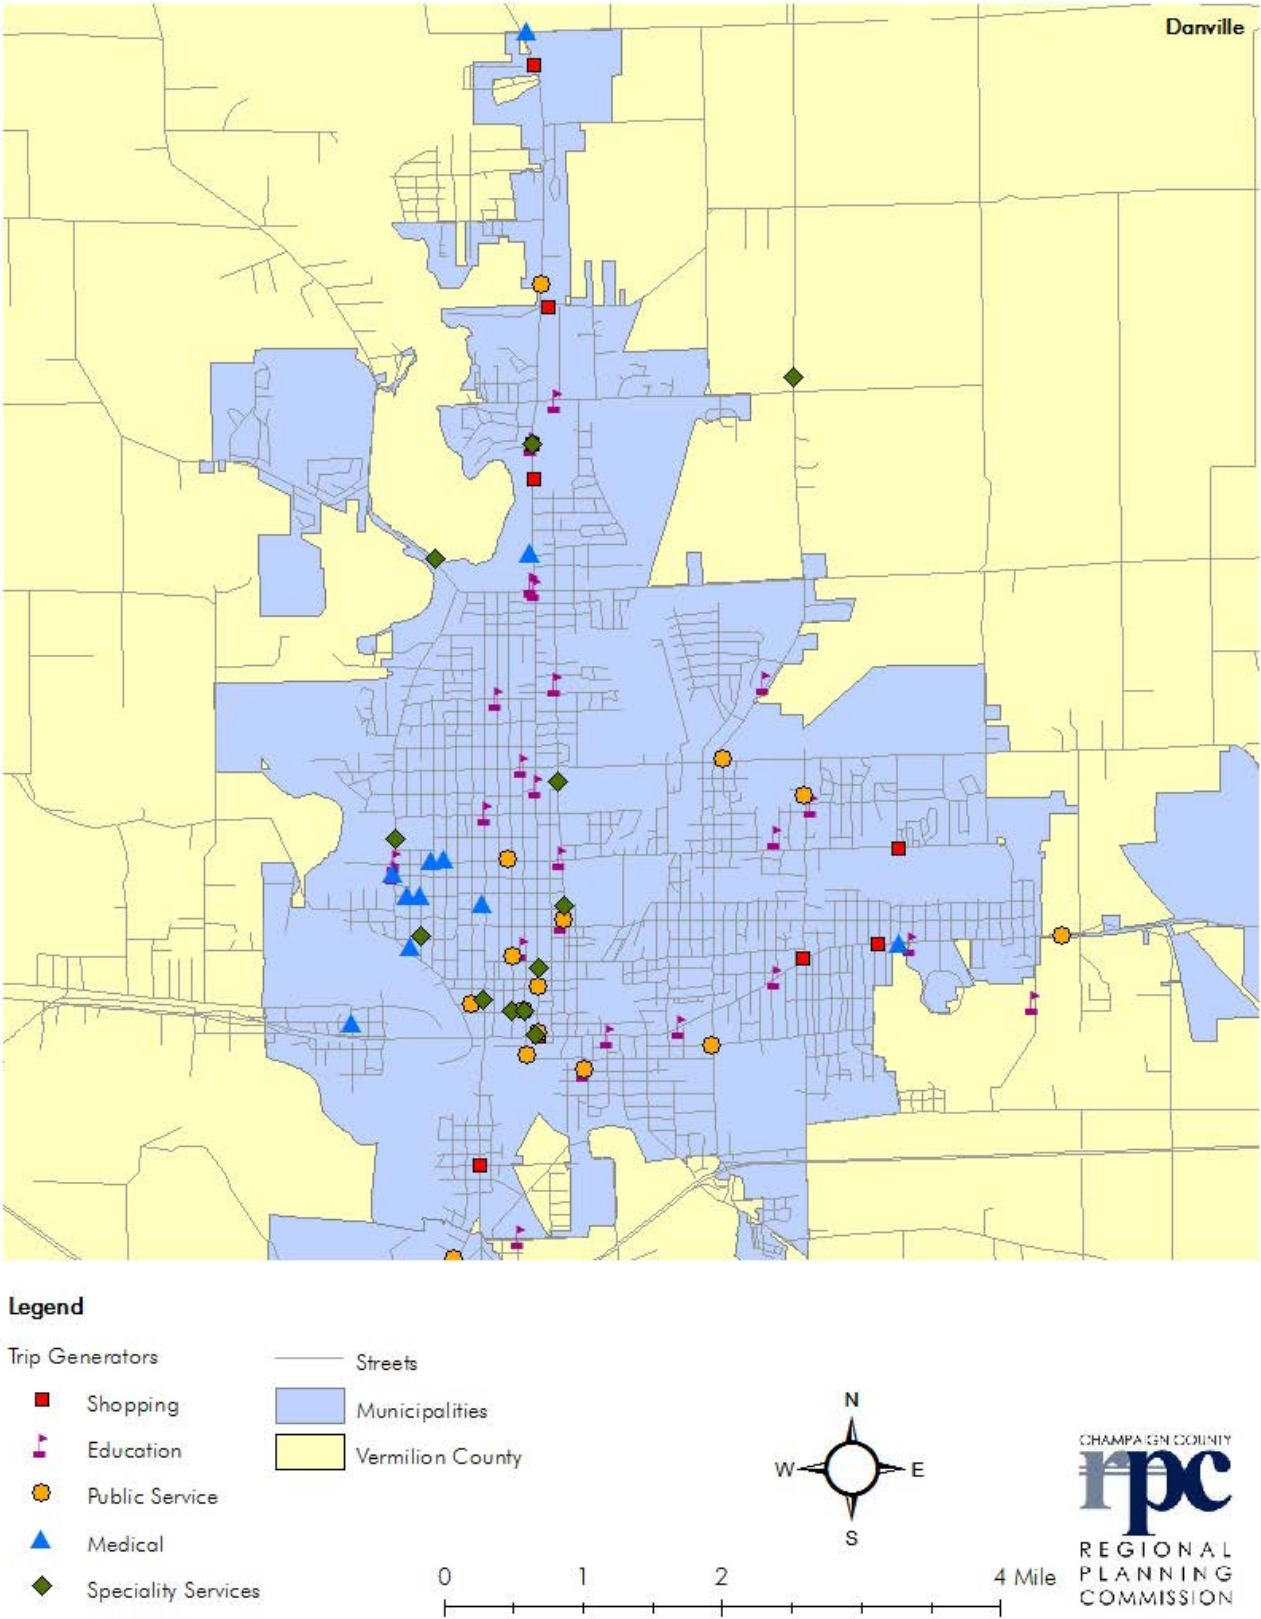 Danville
Legend
Trip Generators
Shopping
Education
Public Service
Medical
Speciality Services
Streets
Municipalities
Vermilion County
N
W E
S
0 1 2 4 Mile
CHAMPAIGN COUNTY
rpc
REGIONAL
PLANNING
COMMISSION